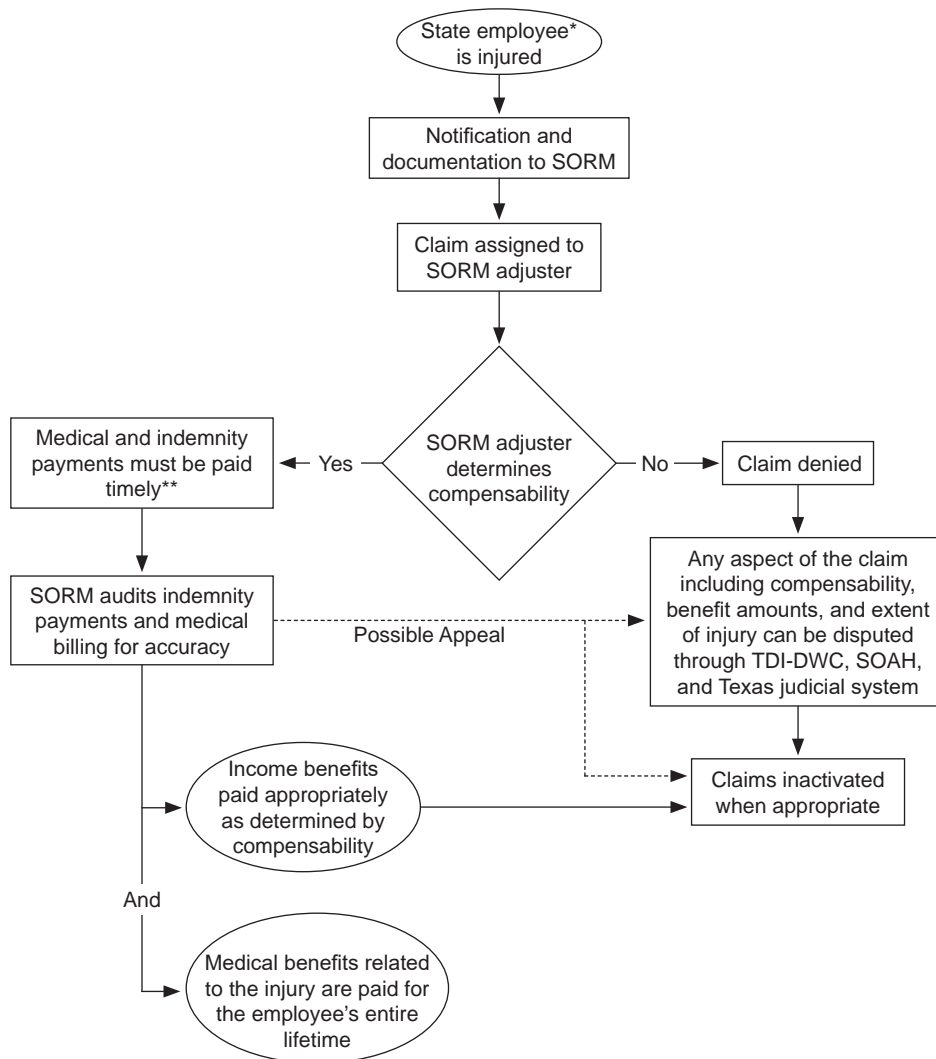 State employee*
is injured
Notification and
documentation to SORM
Claim assigned to
SORM adjuster
SORM adjuster
determines
compensability
Yes
No
Medical and indemnity
payments must be paid
timely**
Claim denied
SORM audits indemnity
payments and medical
billing for accuracy
Possible Appeal
Any aspect of the claim
including compensability,
benefit amounts, and extent
of injury can be disputed
through TDI-DWC, SOAH,
and Texas judicial system
Income benefits
paid appropriately
as determined by
compensability
Claims inactivated
when appropriate
And
Medical benefits related
to the injury are paid for
the employee's entire
lifetime